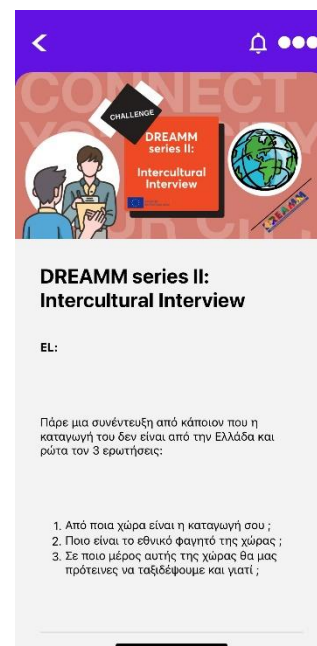 CONNECT
CHALLENGE
DREAMM
series II:
Intercultural
Interview
DREAMM
DREAMM series II:
Intercultural Interview
EL:
Πάρε μια συνέντευξη από κάποιον που η
καταγωγή του δεν είναι από την Ελλάδα και
ρώτα τον 3 ερωτήσεις:
1. Από ποια χώρα είναι η καταγωγή σου ;
2. Ποιο είναι το εθνικό φαγητό της χώρας ;
3. Σε ποιο μέρος αυτής της χώρας θα μας
πρότεινες να ταξιδέψουμε και γιατί ;